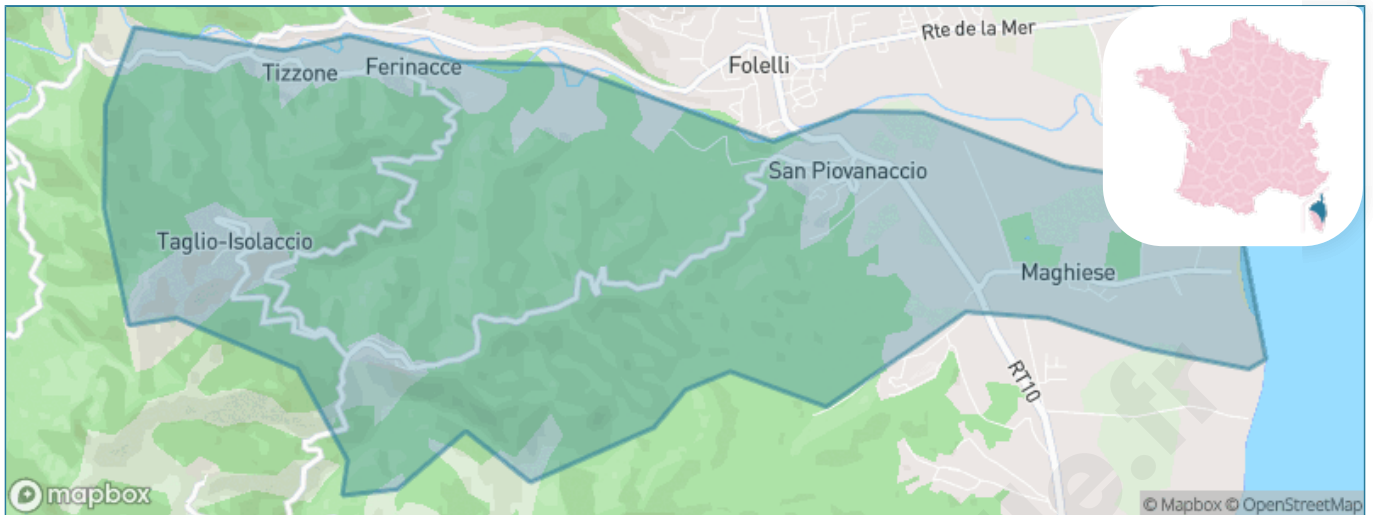 Rte de la Mer
Folelli
Tizzone
Ferinacce
San Piovanaccio
Taglio-Isolaccio
Maghiese
RT10
mapbox
© Mapbox © OpenStreetMap